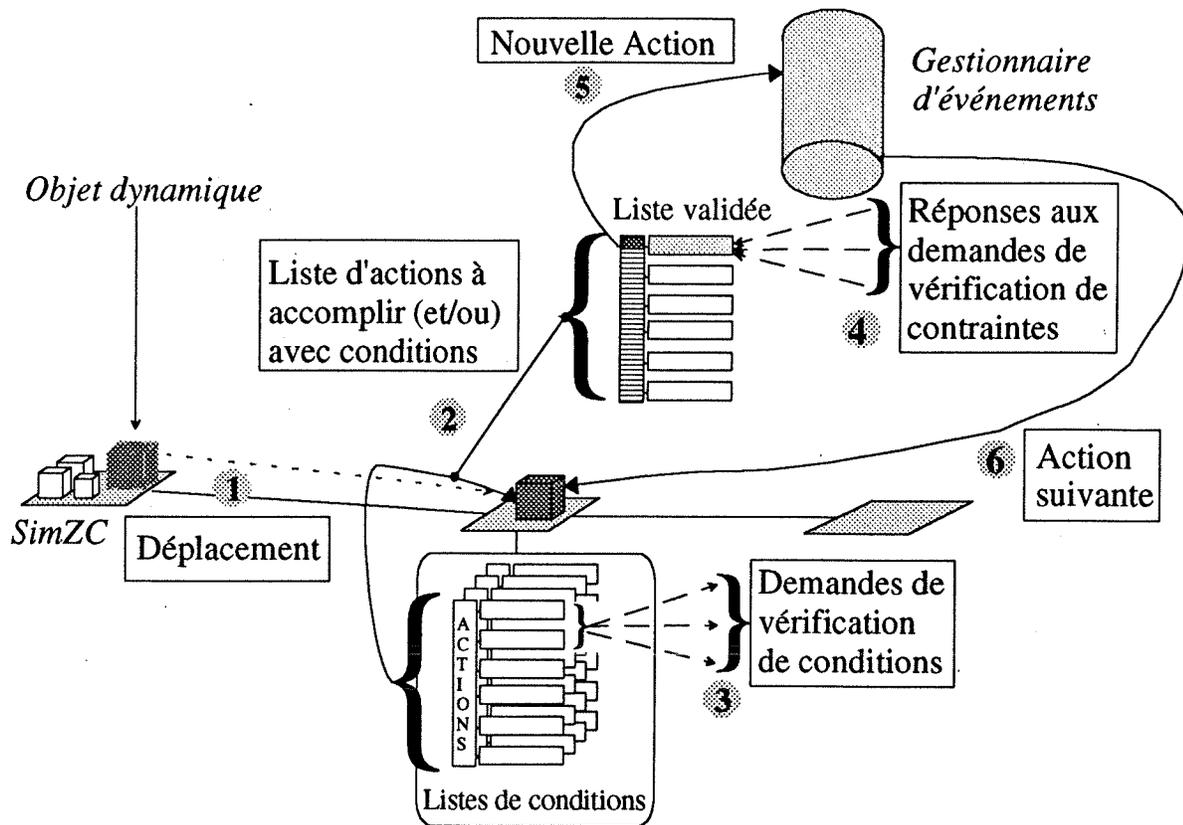 Nouvelle Action
5
Gestionnaire
d'événements
Objet dynamique
Liste validée
Réponses aux
demandes de
vérification de
contraintes
4
Liste d'actions à
accomplir (et/ou)
avec conditions
2
6
Action
suivante
1
SimZC
Déplacement
Demandes de
vérification
de conditions
3
ACTIONS
Listes de conditions